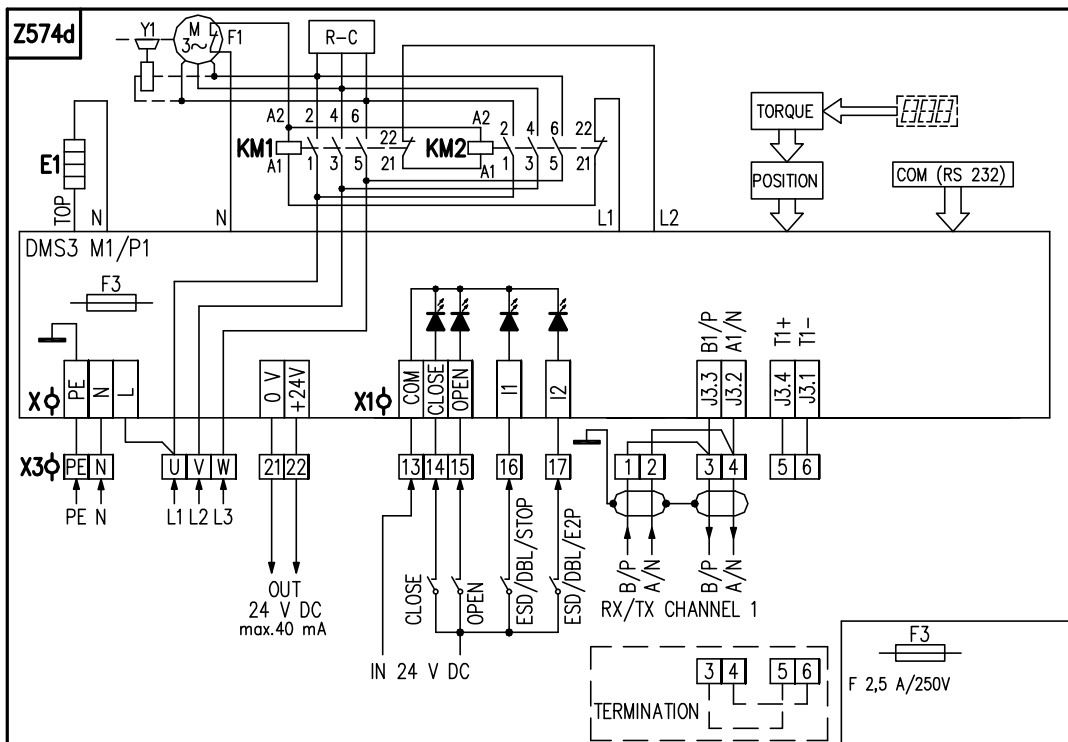 Z574d
Y1
M
3~
F1
R-C
A2 2 4 6 22
KM1
A1 1 3 5 21
A2 2 4 6 22
KM2
A1 1 3 5 21
TORQUE
POSITION
COM (RS 232)
E1
TOP
N
N
L1
L2
DMS3 M1/P1
F3
X
PE
N
L
0 V
+24V
X1
COM
CLOSE
OPEN
I1
I2
B1/P
A1/N
J3.3
J3.2
T1+
T1-
J3.4
J3.1
X3
PE N U V W 21 22 13 14 15 16 17 1 2 3 4 5 6
PE N L1 L2 L3
OUT
24 V DC
max.40 mA
CLOSE
OPEN
ESD/DBL/STOP
ESD/DBL/E2P
IN 24 V DC
B/P
A/N
B/P
A/N
RX/TX CHANNEL 1
TERMINATION
3 4 5 6
F3
F 2,5 A/250V